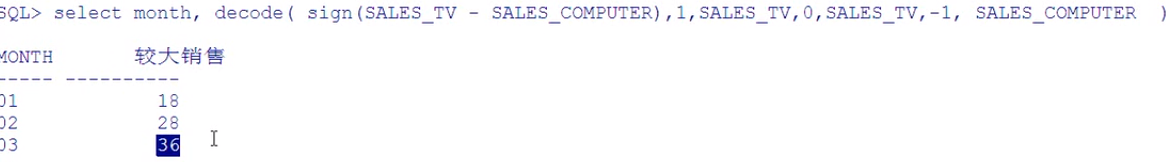 SQL> select month, decode( sign(SALES_TV - SALES_COMPUTER),1,SALES_TV,0,SALES_TV,-1, SALES_COMPUTER )
MONTH 较大销售
----- ----------
01 18
02 28
03 36